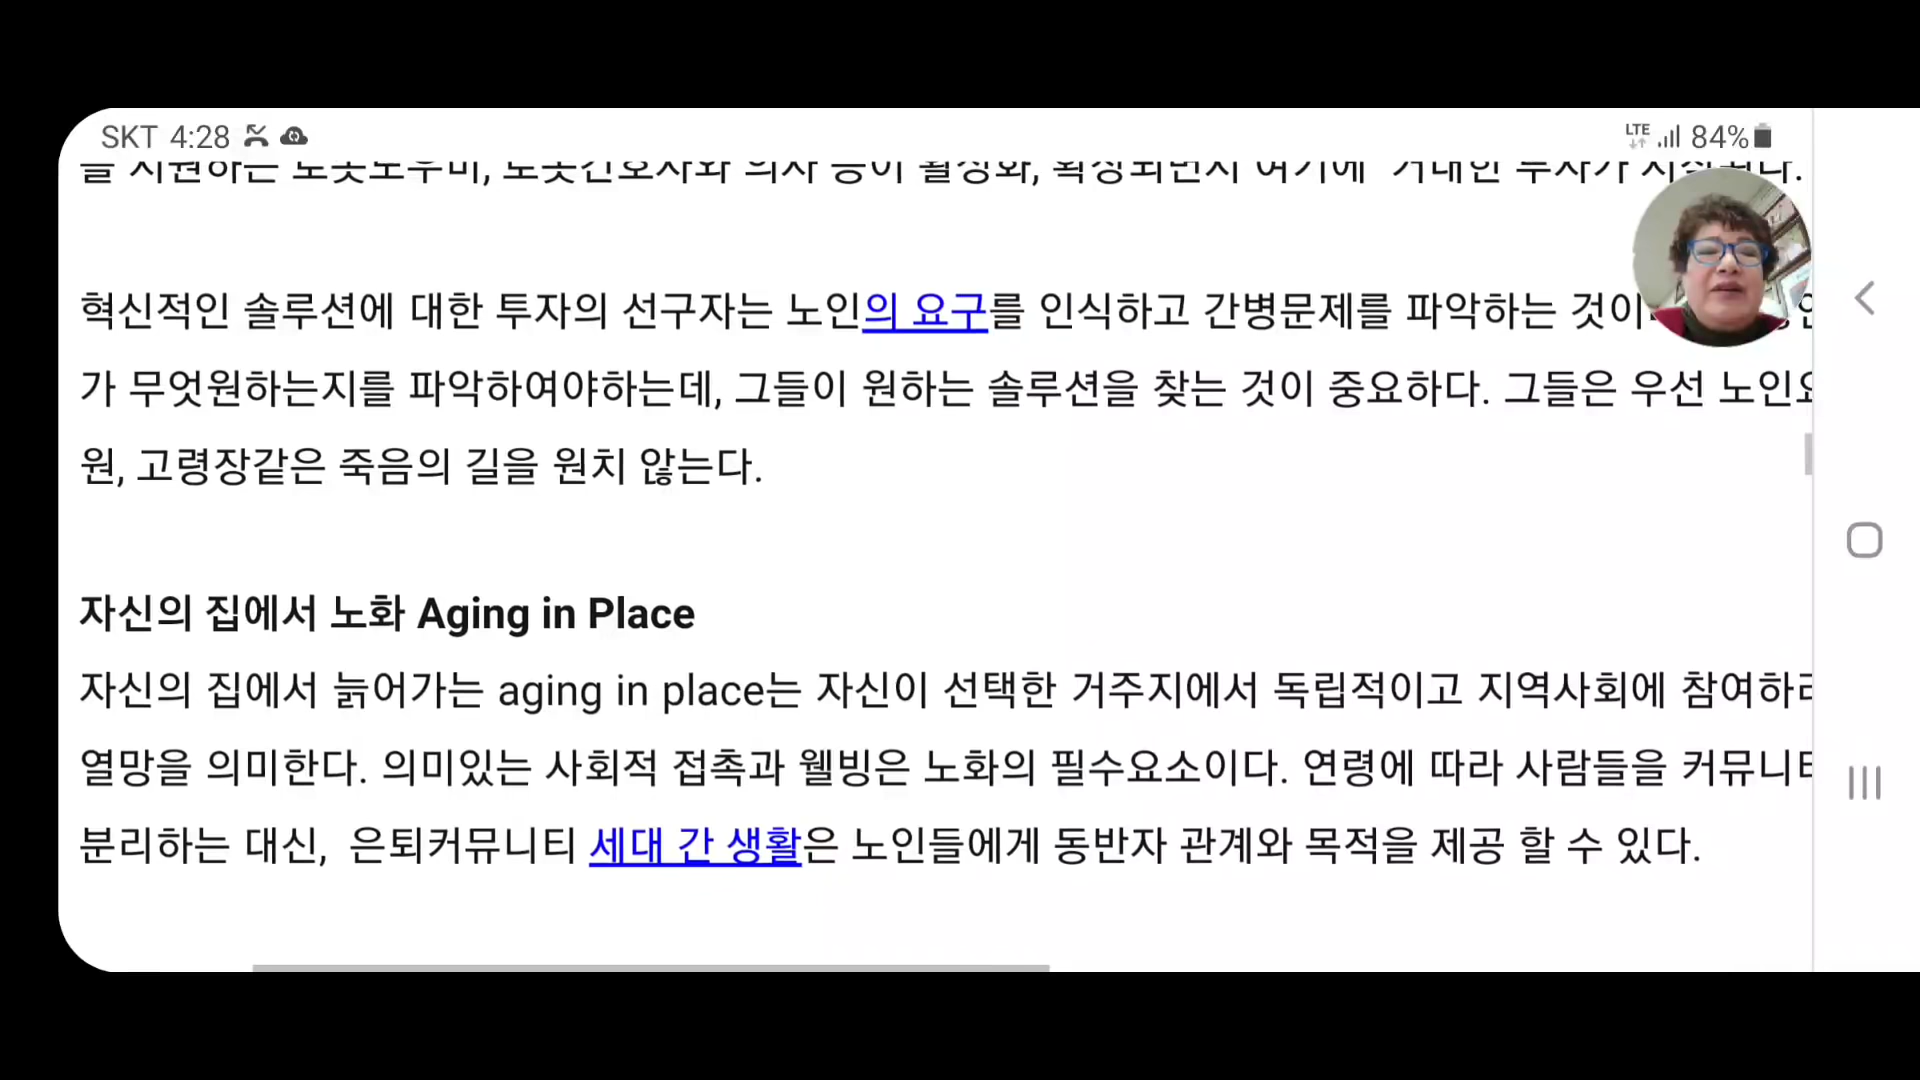 SKT 4:28
LTE 84%
혁신적인 솔루션에 대한 투자의 선구자는 노인의 요구를 인식하고 간병문제를 파악하는 것이
가 무엇원하는지를 파악하여야하는데, 그들이 원하는 솔루션을 찾는 것이 중요하다. 그들은 우선 노인요
원, 고령장같은 죽음의 길을 원치 않는다.
자신의 집에서 노화 Aging in Place
자신의 집에서 늙어가는 aging in place는 자신이 선택한 거주지에서 독립적이고 지역사회에 참여하려
열망을 의미한다. 의미있는 사회적 접촉과 웰빙은 노화의 필수요소이다. 연령에 따라 사람들을 커뮤니티
분리하는 대신, 은퇴커뮤니티 세대 간 생활은 노인들에게 동반자 관계와 목적을 제공 할 수 있다.